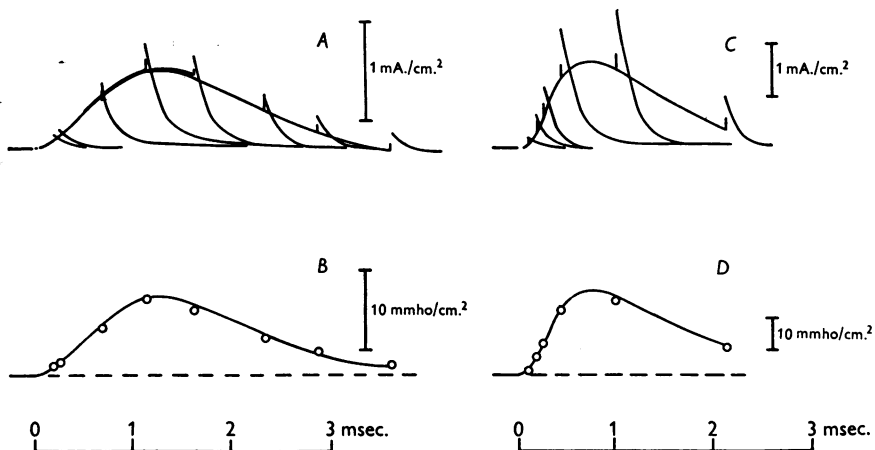 A
1 mA./cm.²
C
1 mA./cm.²
B
10 mmho/cm.²
D
10 mmho/cm.²
0 1 2 3 msec.
0 1 2 3 msec.